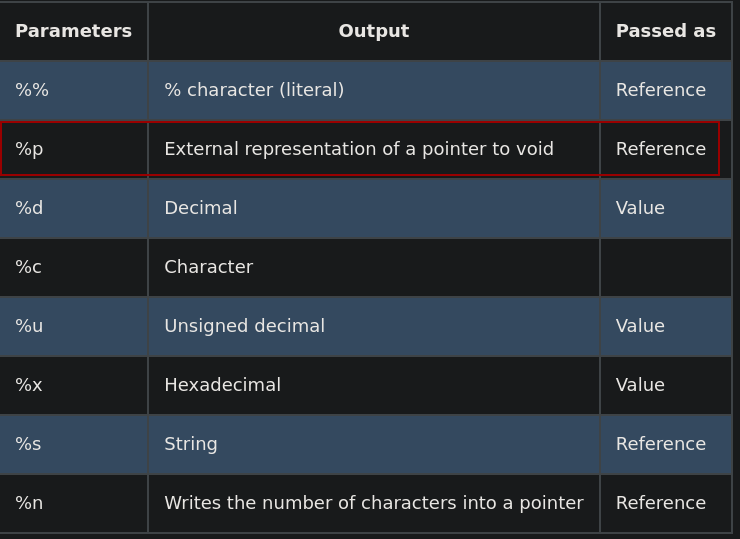 Parameters Output Passed as
%% % character (literal) Reference
%p External representation of a pointer to void Reference
%d Decimal Value
%c Character
%u Unsigned decimal Value
%x Hexadecimal Value
%s String Reference
%n Writes the number of characters into a pointer Reference